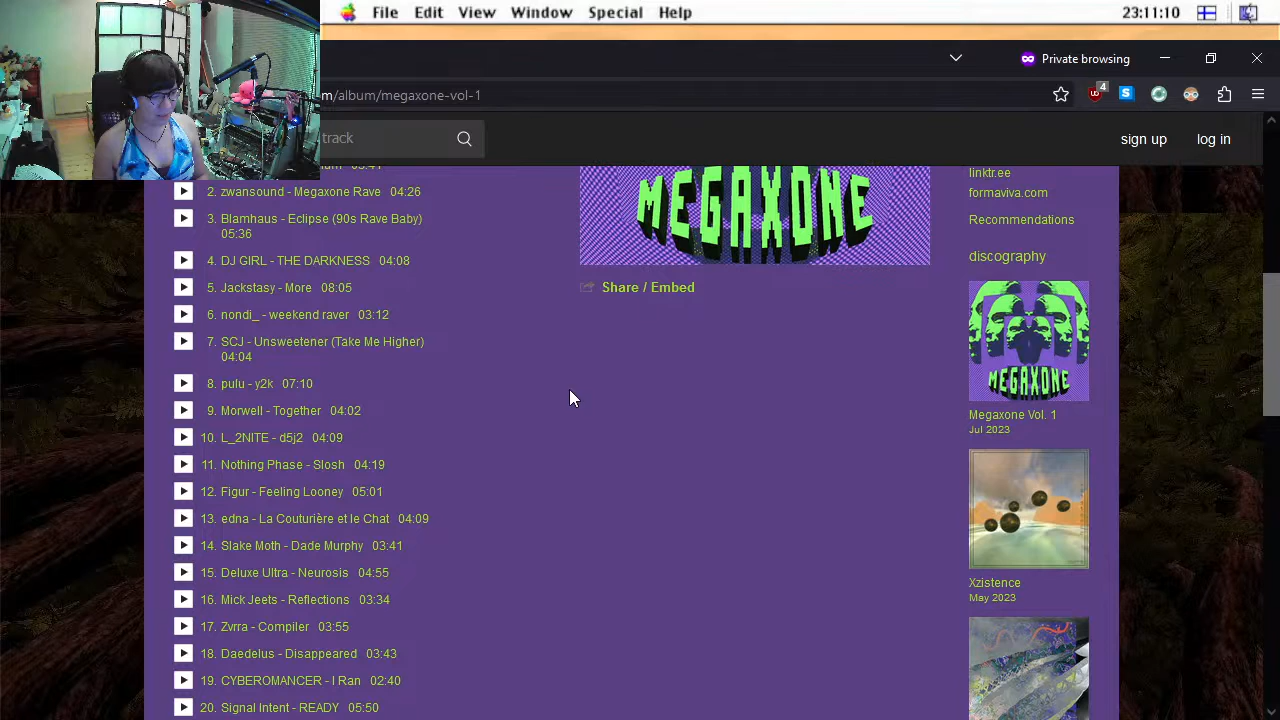 File Edit View Window Special Help 23:11:10
Private browsing
m/album/megaxone-vol-1
4
S
track
sign up log in
03:41
2. zwansound - Megaxone Rave 04:26
3. Blamhaus - Eclipse (90s Rave Baby)
05:36
4. DJ GIRL - THE DARKNESS 04:08
5. Jackstasy - More 08:05
6. nondi_ - weekend raver 03:12
7. SCJ - Unsweetener (Take Me Higher)
04:04
8. pulu - y2k 07:10
9. Morwell - Together 04:02
10. L_2NITE - d5j2 04:09
11. Nothing Phase - Slosh 04:19
12. Figur - Feeling Looney 05:01
13. edna - La Couturière et le Chat 04:09
14. Slake Moth - Dade Murphy 03:41
15. Deluxe Ultra - Neurosis 04:55
16. Mick Jeets - Reflections 03:34
17. Zvrra - Compiler 03:55
18. Daedelus - Disappeared 03:43
19. CYBEROMANCER - I Ran 02:40
20. Signal Intent - READY 05:50
MEGAXONE
Share / Embed
linktr.ee
formaviva.com
Recommendations
discography
MEGAXONE
Megaxone Vol. 1
Jul 2023
Xzistence
May 2023